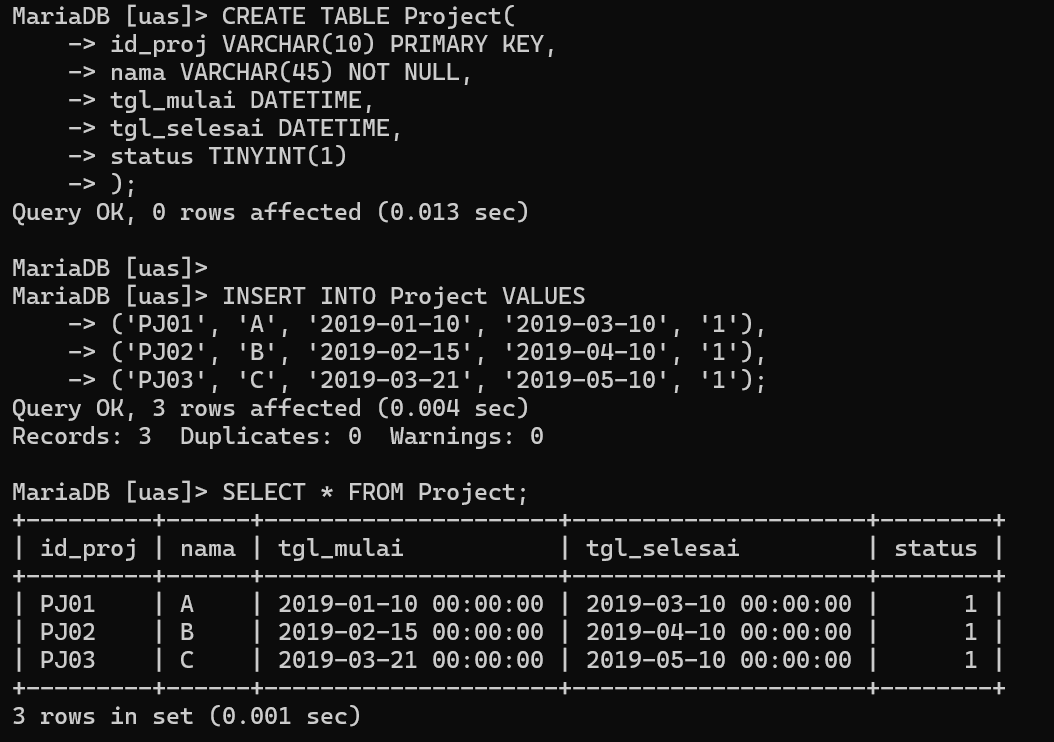 MariaDB [uas]> CREATE TABLE Project(
    -> id_proj VARCHAR(10) PRIMARY KEY,
    -> nama VARCHAR(45) NOT NULL,
    -> tgl_mulai DATETIME,
    -> tgl_selesai DATETIME,
    -> status TINYINT(1)
    -> );
Query OK, 0 rows affected (0.013 sec)

MariaDB [uas]>
MariaDB [uas]> INSERT INTO Project VALUES
    -> ('PJ01', 'A', '2019-01-10', '2019-03-10', '1'),
    -> ('PJ02', 'B', '2019-02-15', '2019-04-10', '1'),
    -> ('PJ03', 'C', '2019-03-21', '2019-05-10', '1');
Query OK, 3 rows affected (0.004 sec)
Records: 3  Duplicates: 0  Warnings: 0

MariaDB [uas]> SELECT * FROM Project;
+---------+------+---------------------+---------------------+--------+
| id_proj | nama | tgl_mulai           | tgl_selesai         | status |
+---------+------+---------------------+---------------------+--------+
| PJ01    | A    | 2019-01-10 00:00:00 | 2019-03-10 00:00:00 |      1 |
| PJ02    | B    | 2019-02-15 00:00:00 | 2019-04-10 00:00:00 |      1 |
| PJ03    | C    | 2019-03-21 00:00:00 | 2019-05-10 00:00:00 |      1 |
+---------+------+---------------------+---------------------+--------+
3 rows in set (0.001 sec)